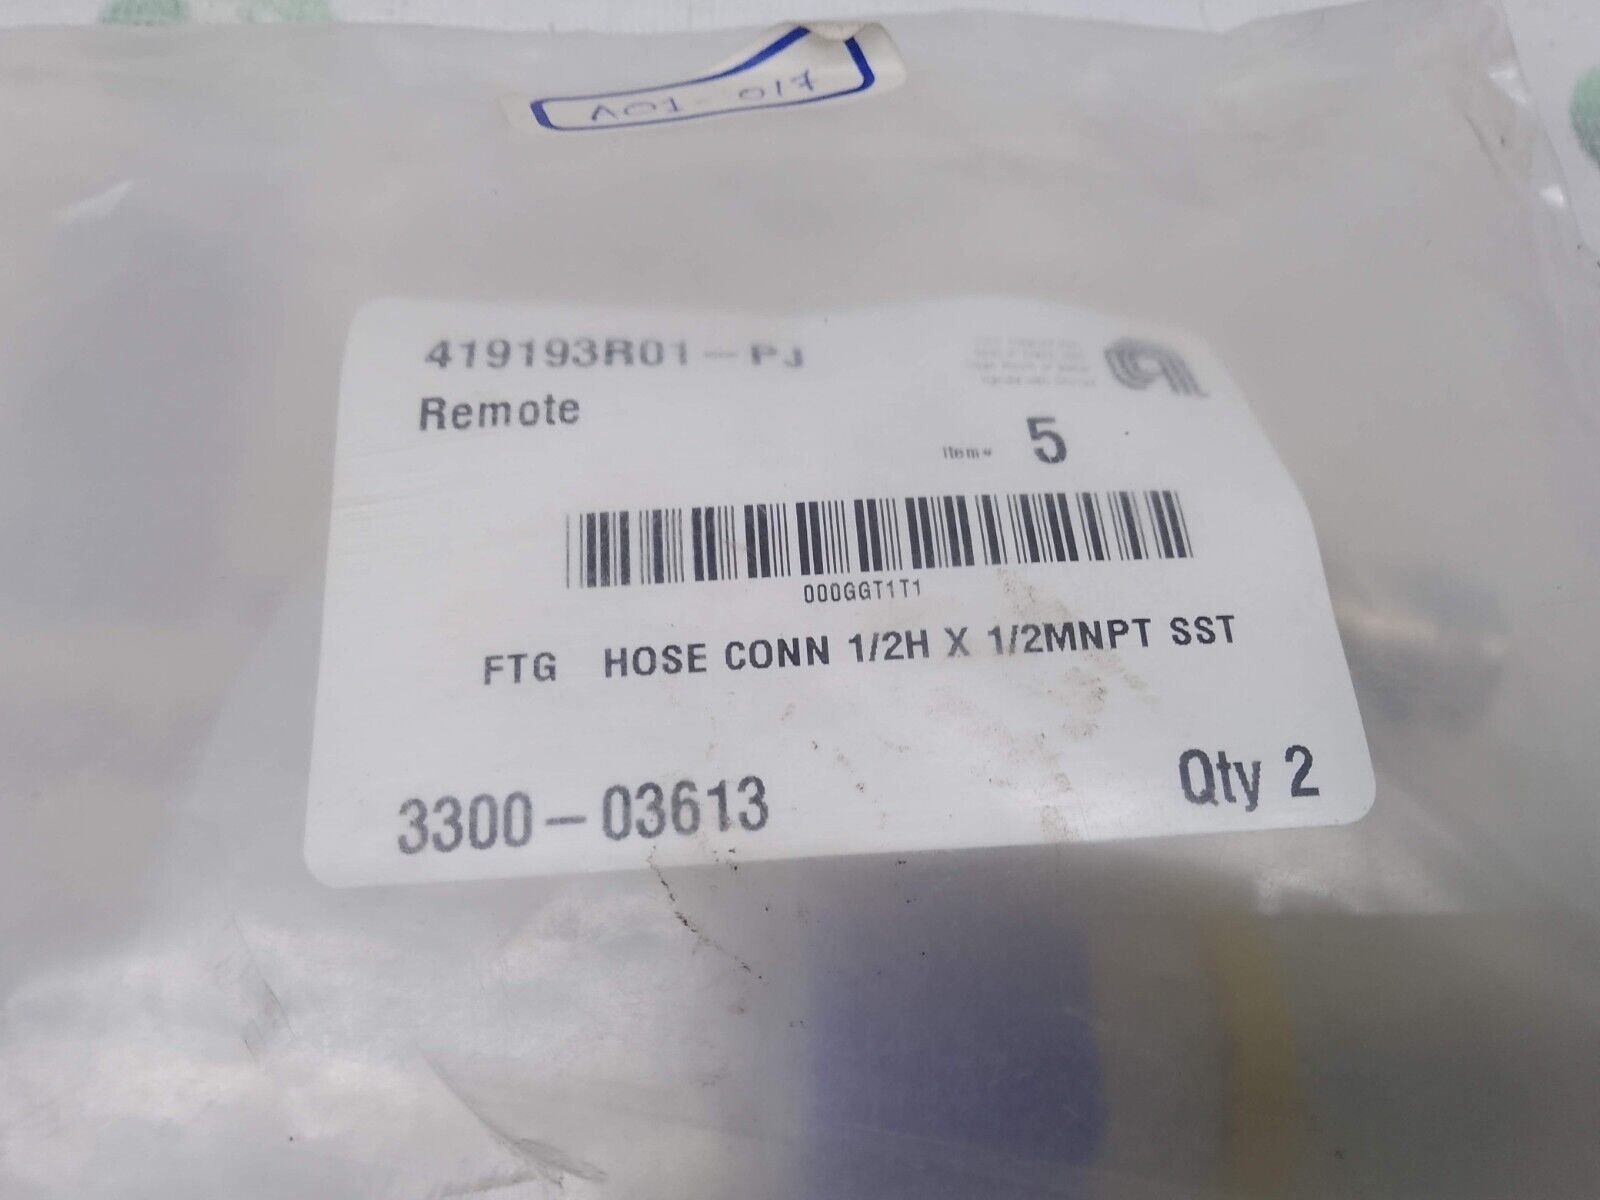 A01-017
419193R01-PJ
Remote
Item# 5
000GGT1T1
FTG HOSE CONN 1/2H X 1/2MNPT SST
3300-03613
Qty 2